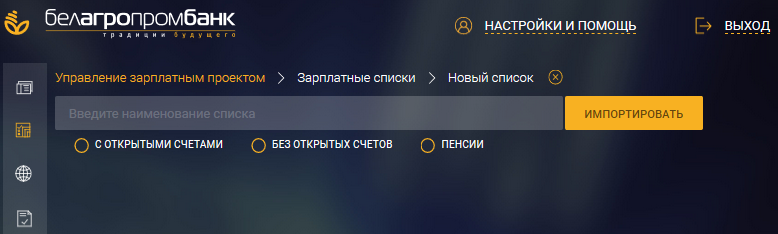 белагропромбанк
традиции будущего
НАСТРОЙКИ И ПОМОЩЬ
ВЫХОД
Управление зарплатным проектом > Зарплатные списки > Новый список
Введите наименование списка
ИМПОРТИРОВАТЬ
С ОТКРЫТЫМИ СЧЕТАМИ
БЕЗ ОТКРЫТЫХ СЧЕТОВ
ПЕНСИИ